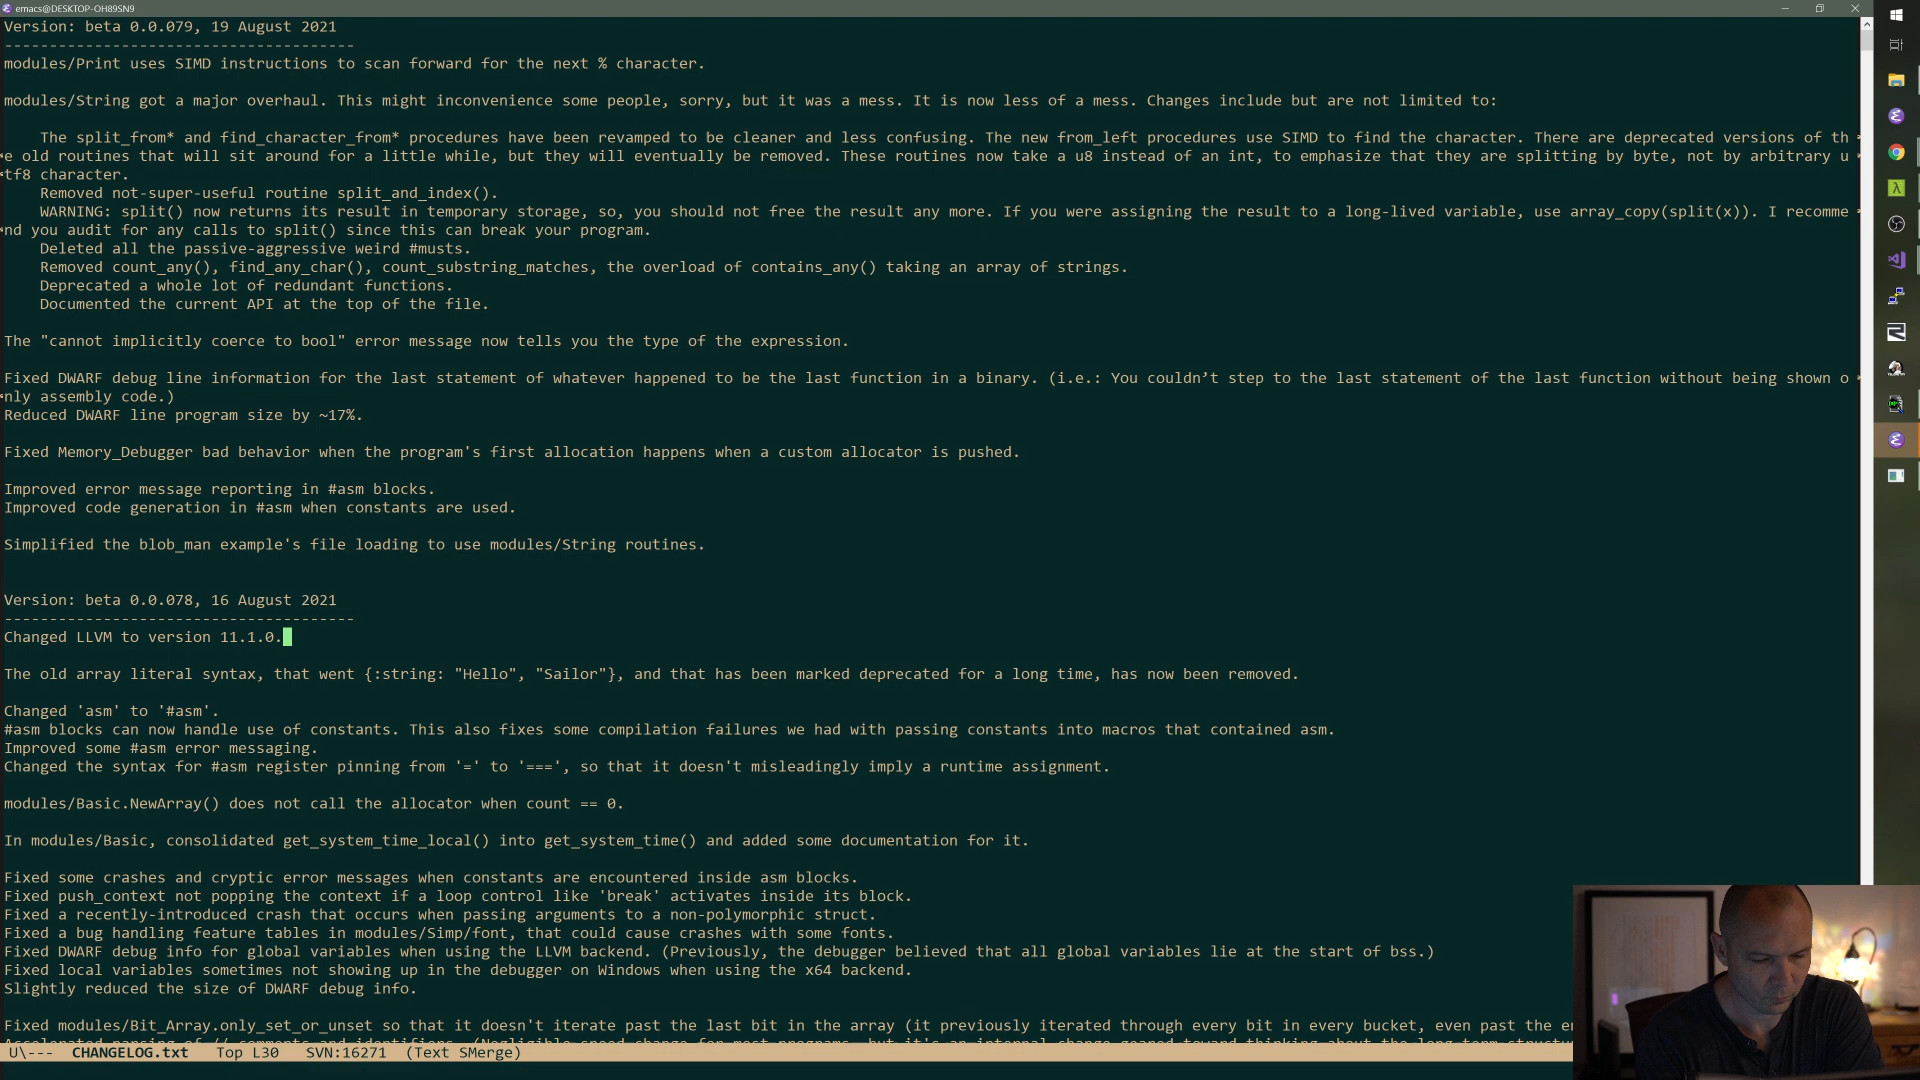 emacs@DESKTOP-OH89SN9
Version: beta 0.0.079, 19 August 2021
---------------------------------------
modules/Print uses SIMD instructions to scan forward for the next % character.
modules/String got a major overhaul. This might inconvenience some people, sorry, but it was a mess. It is now less of a mess. Changes include but are not limited to:
The split_from* and find_character_from* procedures have been revamped to be cleaner and less confusing. The new from_left procedures use SIMD to find the character. There are deprecated versions of th
e old routines that will sit around for a little while, but they will eventually be removed. These routines now take a u8 instead of an int, to emphasize that they are splitting by byte, not by arbitrary u
tf8 character.
Removed not-super-useful routine split_and_index().
WARNING: split() now returns its result in temporary storage, so, you should not free the result any more. If you were assigning the result to a long-lived variable, use array_copy(split(x)). I recomme
nd you audit for any calls to split() since this can break your program.
Deleted all the passive-aggressive weird #musts.
Removed count_any(), find_any_char(), count_substring_matches, the overload of contains_any() taking an array of strings.
Deprecated a whole lot of redundant functions.
Documented the current API at the top of the file.
The "cannot implicitly coerce to bool" error message now tells you the type of the expression.
Fixed DWARF debug line information for the last statement of whatever happened to be the last function in a binary. (i.e.: You couldn’t step to the last statement of the last function without being shown o
nly assembly code.)
Reduced DWARF line program size by ~17%.
Fixed Memory_Debugger bad behavior when the program's first allocation happens when a custom allocator is pushed.
Improved error message reporting in #asm blocks.
Improved code generation in #asm when constants are used.
Simplified the blob_man example's file loading to use modules/String routines.
Version: beta 0.0.078, 16 August 2021
---------------------------------------
Changed LLVM to version 11.1.0.
The old array literal syntax, that went {:string: "Hello", "Sailor"}, and that has been marked deprecated for a long time, has now been removed.
Changed 'asm' to '#asm'.
#asm blocks can now handle use of constants. This also fixes some compilation failures we had with passing constants into macros that contained asm.
Improved some #asm error messaging.
Changed the syntax for #asm register pinning from '=' to '===', so that it doesn't misleadingly imply a runtime assignment.
modules/Basic.NewArray() does not call the allocator when count == 0.
In modules/Basic, consolidated get_system_time_local() into get_system_time() and added some documentation for it.
Fixed some crashes and cryptic error messages when constants are encountered inside asm blocks.
Fixed push_context not popping the context if a loop control like 'break' activates inside its block.
Fixed a recently-introduced crash that occurs when passing arguments to a non-polymorphic struct.
Fixed a bug handling feature tables in modules/Simp/font, that could cause crashes with some fonts.
Fixed DWARF debug info for global variables when using the LLVM backend. (Previously, the debugger believed that all global variables lie at the start of bss.)
Fixed local variables sometimes not showing up in the debugger on Windows when using the x64 backend.
Slightly reduced the size of DWARF debug info.
Fixed modules/Bit_Array.only_set_or_unset so that it doesn't iterate past the last bit in the array (it previously iterated through every bit in every bucket, even past the
U\--- CHANGELOG.txt Top L30 SVN:16271 (Text SMerge)